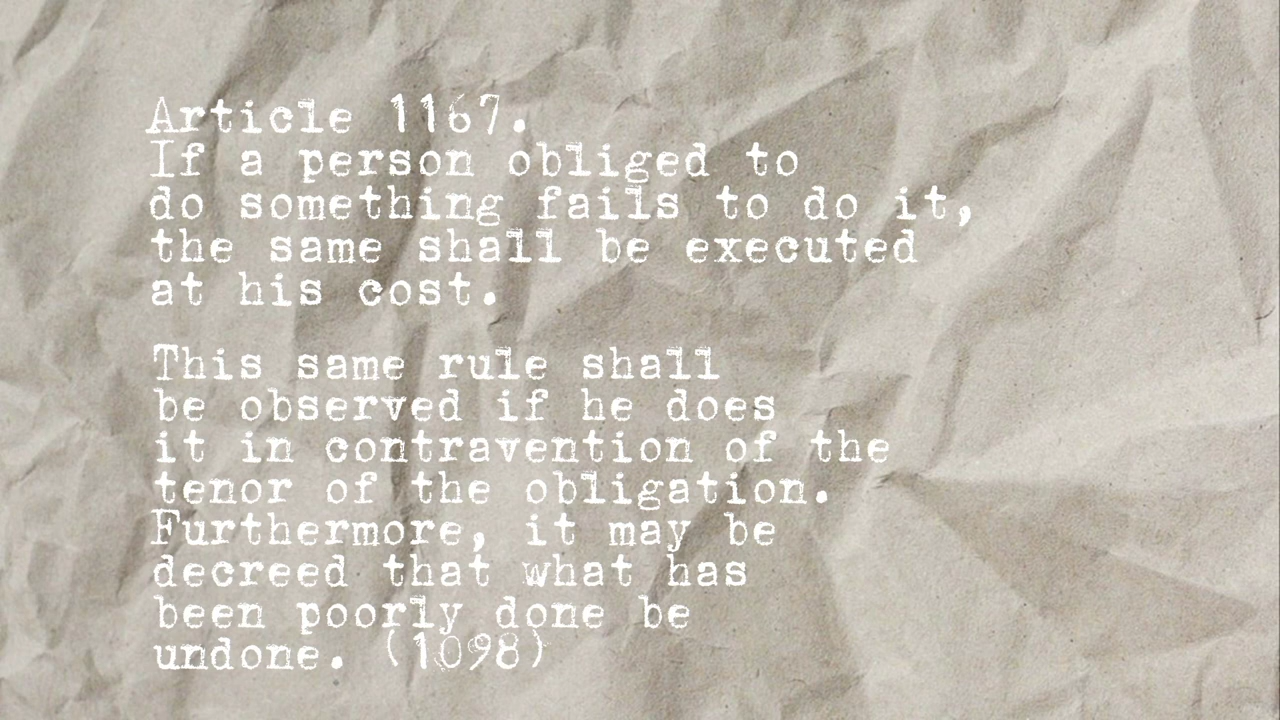 Article 1167.
If a person obliged to
do something fails to do it,
the same shall be executed
at his cost.
This same rule shall
be observed if he does
it in contravention of the
tenor of the obligation.
Furthermore, it may be
decreed that what has
been poorly done be
undone. (1098)